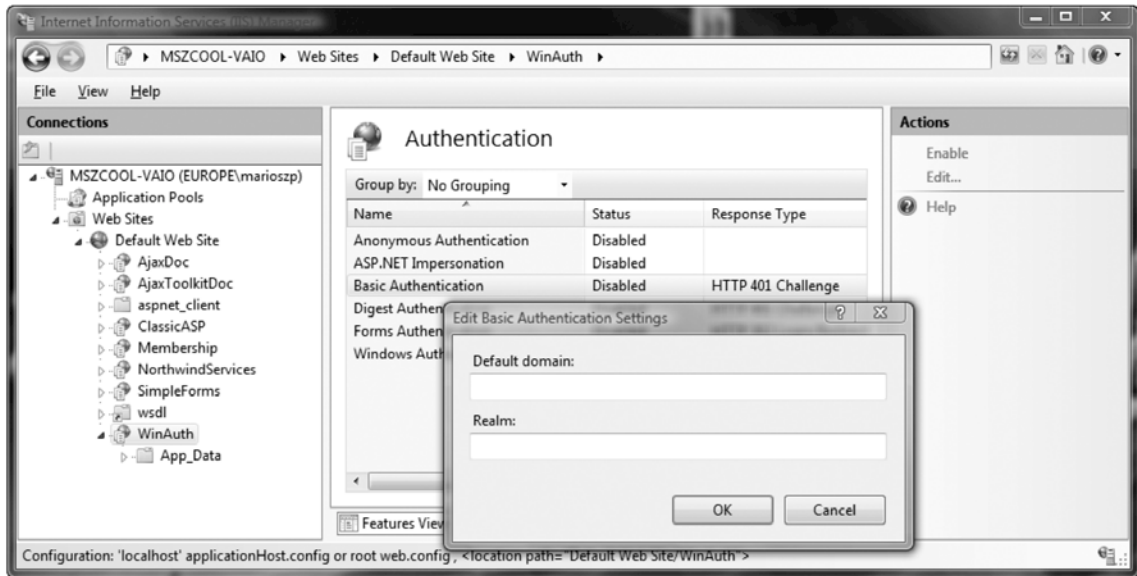 Internet Information Services (IIS) Manager
MSZCOOL-VAIO Web Sites Default Web Site WinAuth
File View Help
Connections
MSZCOOL-VAIO (EUROPE\marioszp)
Application Pools
Web Sites
Default Web Site
AjaxDoc
AjaxToolkitDoc
aspnet_client
ClassicASP
Membership
NorthwindServices
SimpleForms
wsdl
WinAuth
App_Data
Authentication
Group by: No Grouping
Name Status Response Type
Anonymous Authentication Disabled
ASP.NET Impersonation Disabled
Basic Authentication Disabled HTTP 401 Challenge
Digest Authen
Forms Authen
Windows Auth
Features View
Edit Basic Authentication Settings
Default domain:
Realm:
OK Cancel
Actions
Enable
Edit...
Help
Configuration: 'localhost' applicationHost.config or root web.config , <location path="Default Web Site/WinAuth">